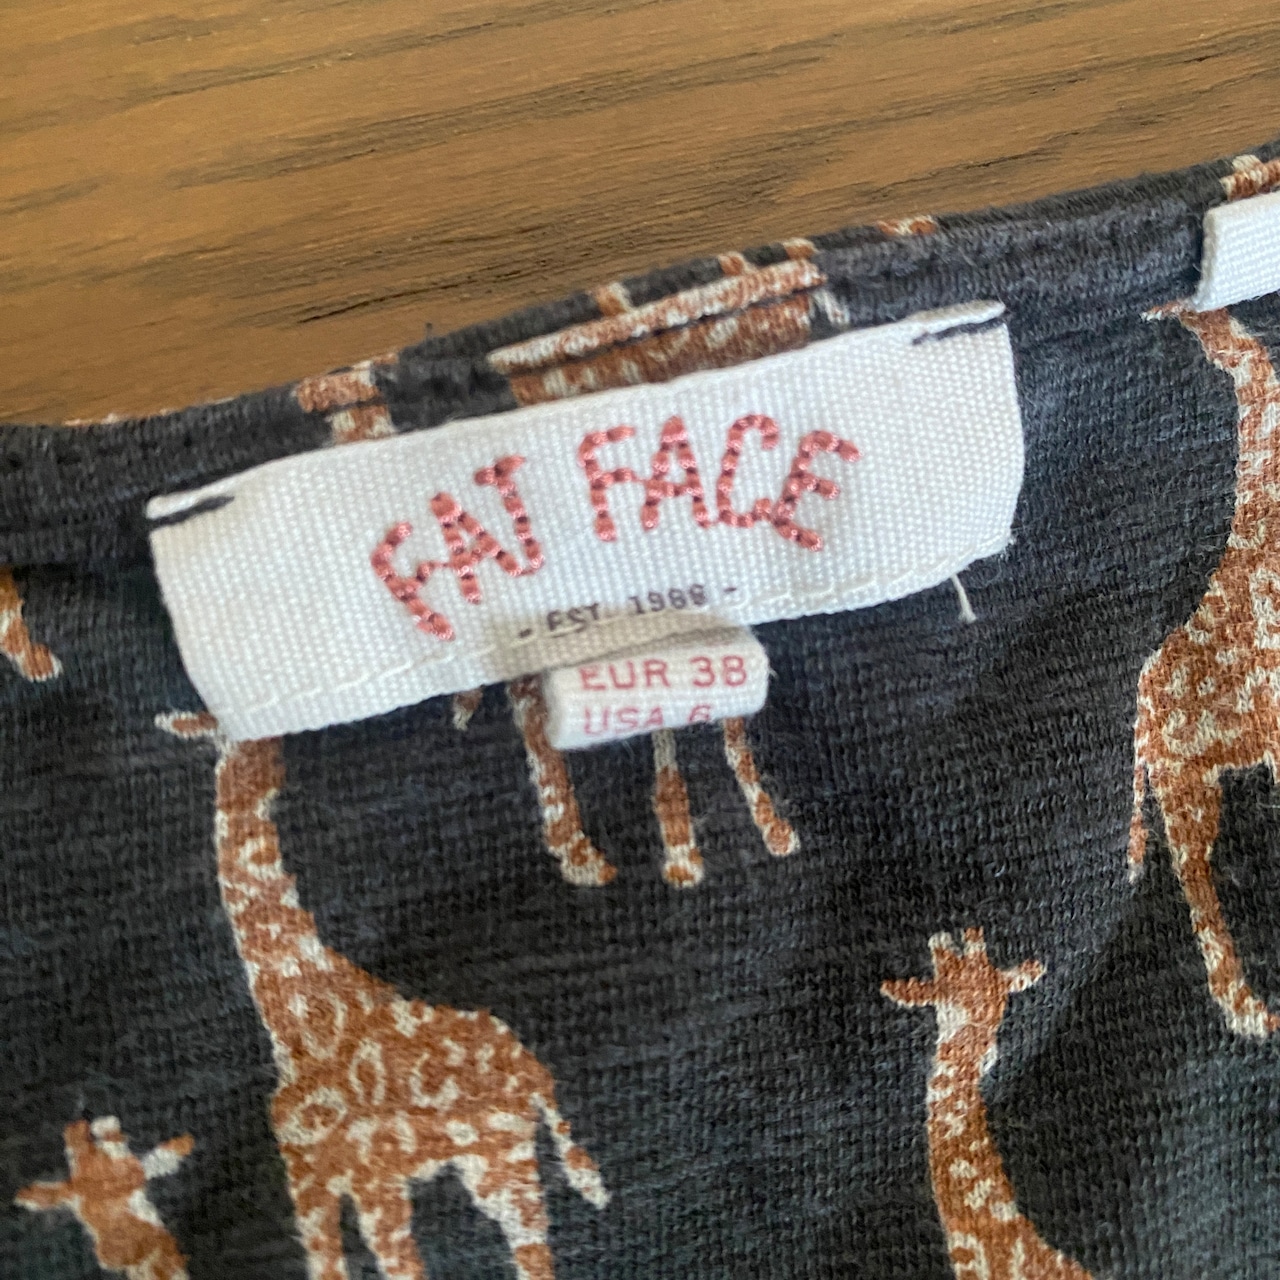 FAT FACE
- EST. 1988 -
EUR 38
USA 6